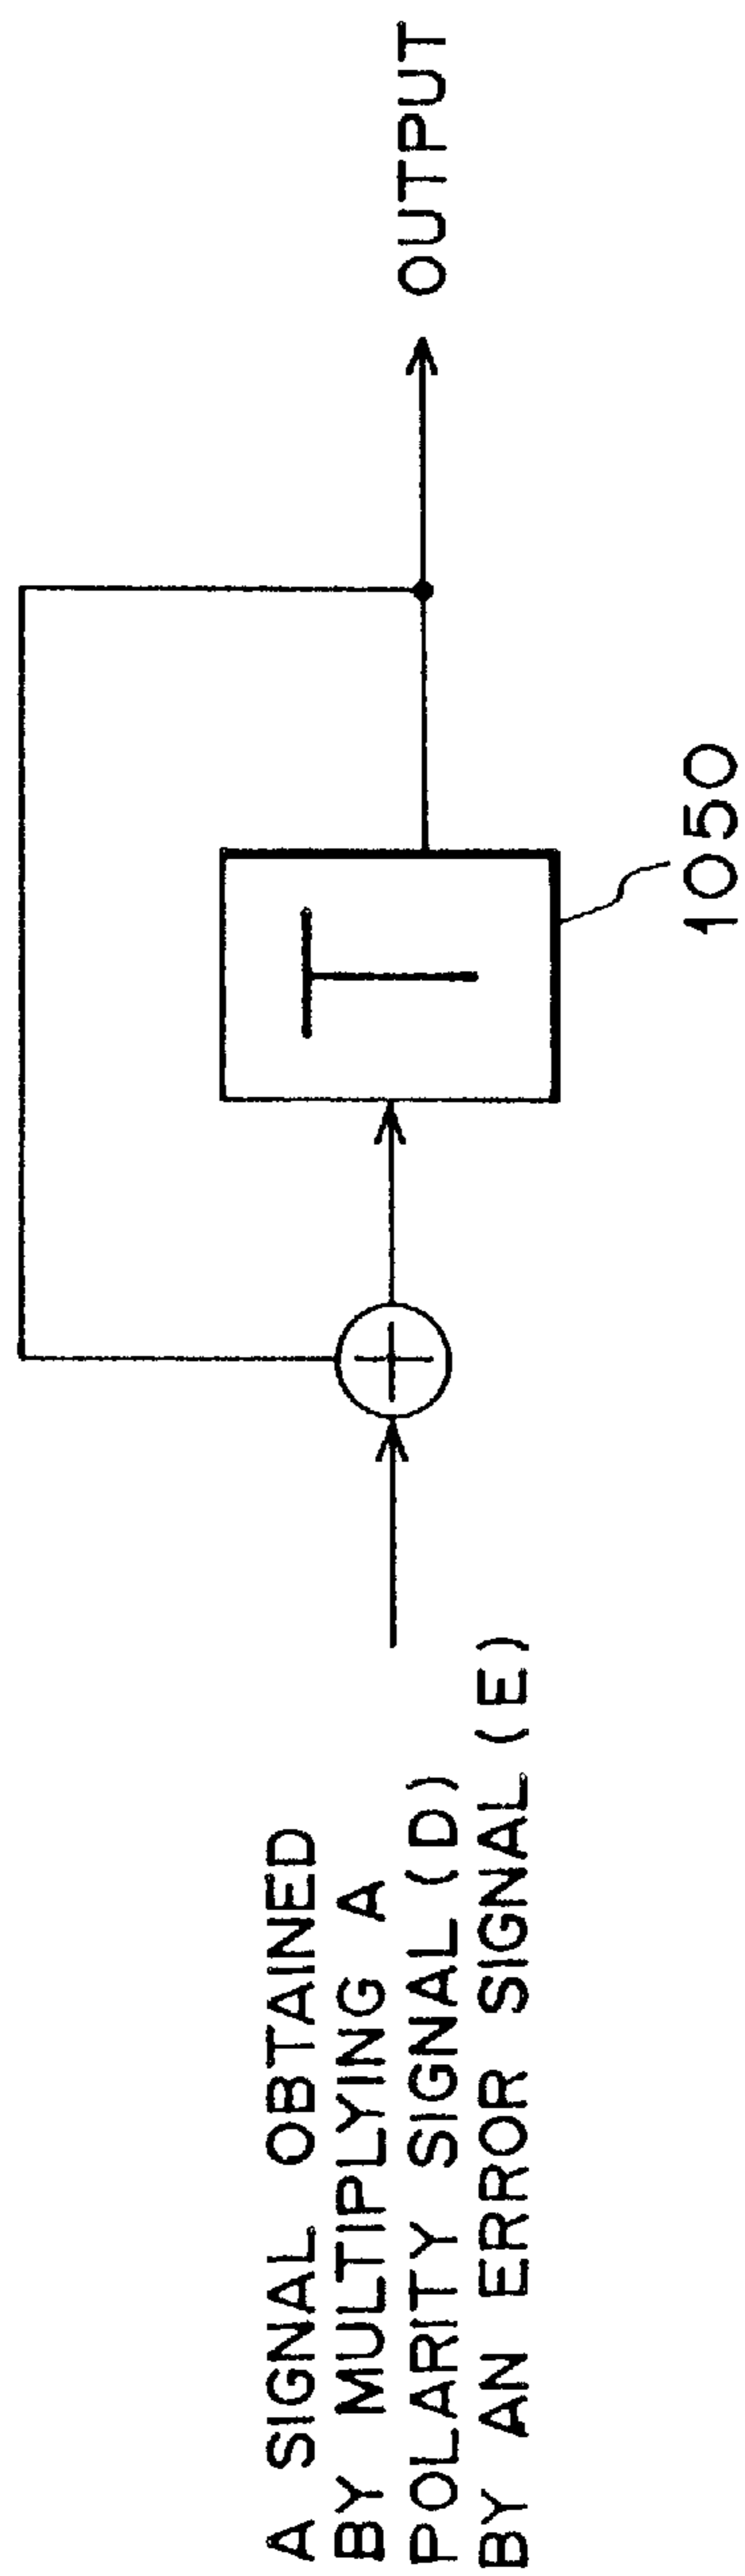 A SIGNAL OBTAINED
BY MULTIPLYING A
POLARITY SIGNAL (D)
BY AN ERROR SIGNAL (E)
+
T
1050
OUTPUT